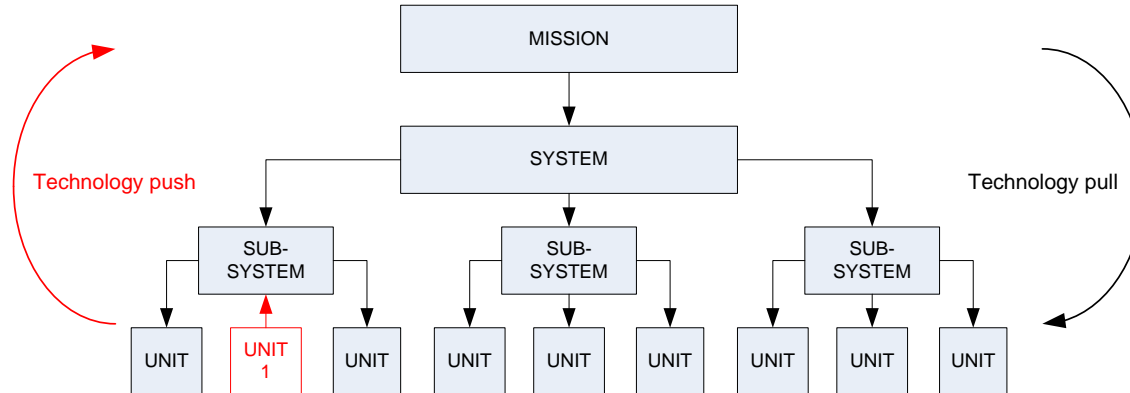 MISSION
SYSTEM
Technology push
Technology pull
SUB-
SYSTEM
SUB-
SYSTEM
SUB-
SYSTEM
UNIT
UNIT
1
UNIT
UNIT
UNIT
UNIT
UNIT
UNIT
UNIT